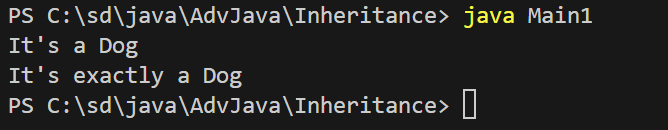 PS C:\sd\java\AdvJava\Inheritance> java Main1
It's a Dog
It's exactly a Dog
PS C:\sd\java\AdvJava\Inheritance>